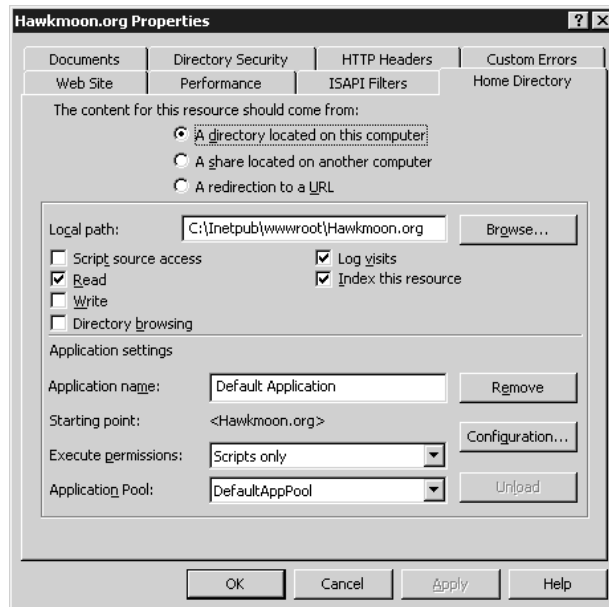 Hawkmoon.org Properties
Documents Directory Security HTTP Headers Custom Errors
Web Site Performance ISAPI Filters Home Directory
The content for this resource should come from:
A directory located on this computer
A share located on another computer
A redirection to a URL
Local path: C:\Inetpub\wwwroot\Hawkmoon.org Browse...
Script source access Log visits
Read Index this resource
Write
Directory browsing
Application settings
Application name: Default Application Remove
Starting point: <Hawkmoon.org>
Configuration...
Execute permissions: Scripts only
Application Pool: DefaultAppPool Unload
OK Cancel Apply Help